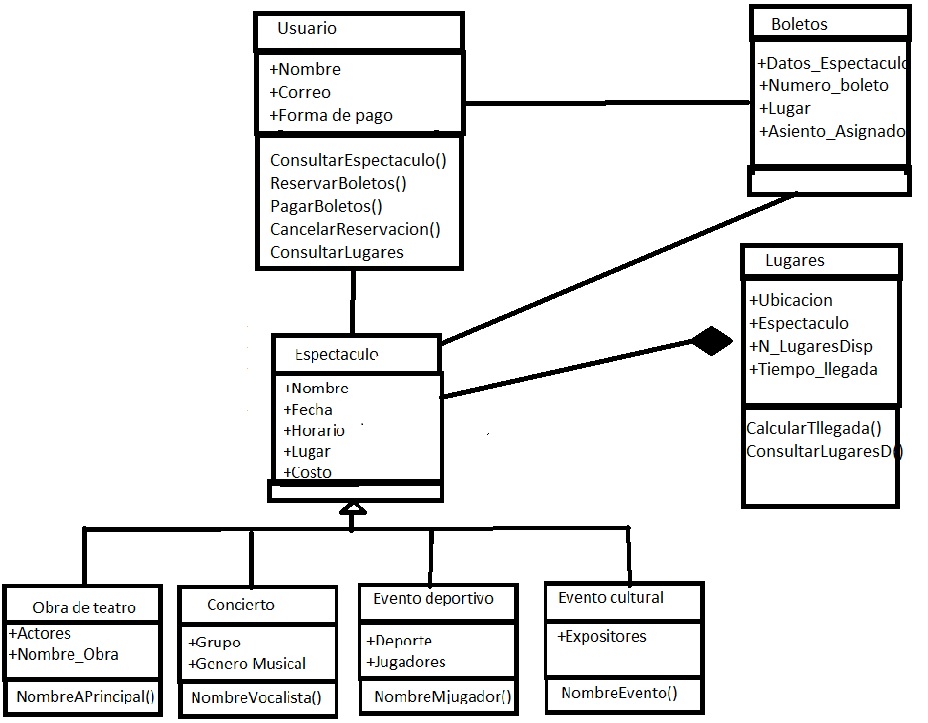 Usuario
+Nombre
+Correo
+Forma de pago
ConsultarEspectaculo()
ReservarBoletos()
PagarBoletos()
CancelarReservacion()
ConsultarLugares
Boletos
+Datos_Espectaculo
+Numero_boleto
+Lugar
+Asiento_Asignado
Lugares
+Ubicacion
+Espectaculo
+N_LugaresDisp
+Tiempo_llegada
CalcularTllegada()
ConsultarLugaresD()
Espectaculo
+Nombre
+Fecha
+Horario
+Lugar
+Costo
Obra de teatro
+Actores
+Nombre_Obra
NombreAPrincipal()
Concierto
+Grupo
+Genero Musical
NombreVocalista()
Evento deportivo
+Deporte
+Jugadores
NombreMjugador()
Evento cultural
+Expositores
NombreEvento()